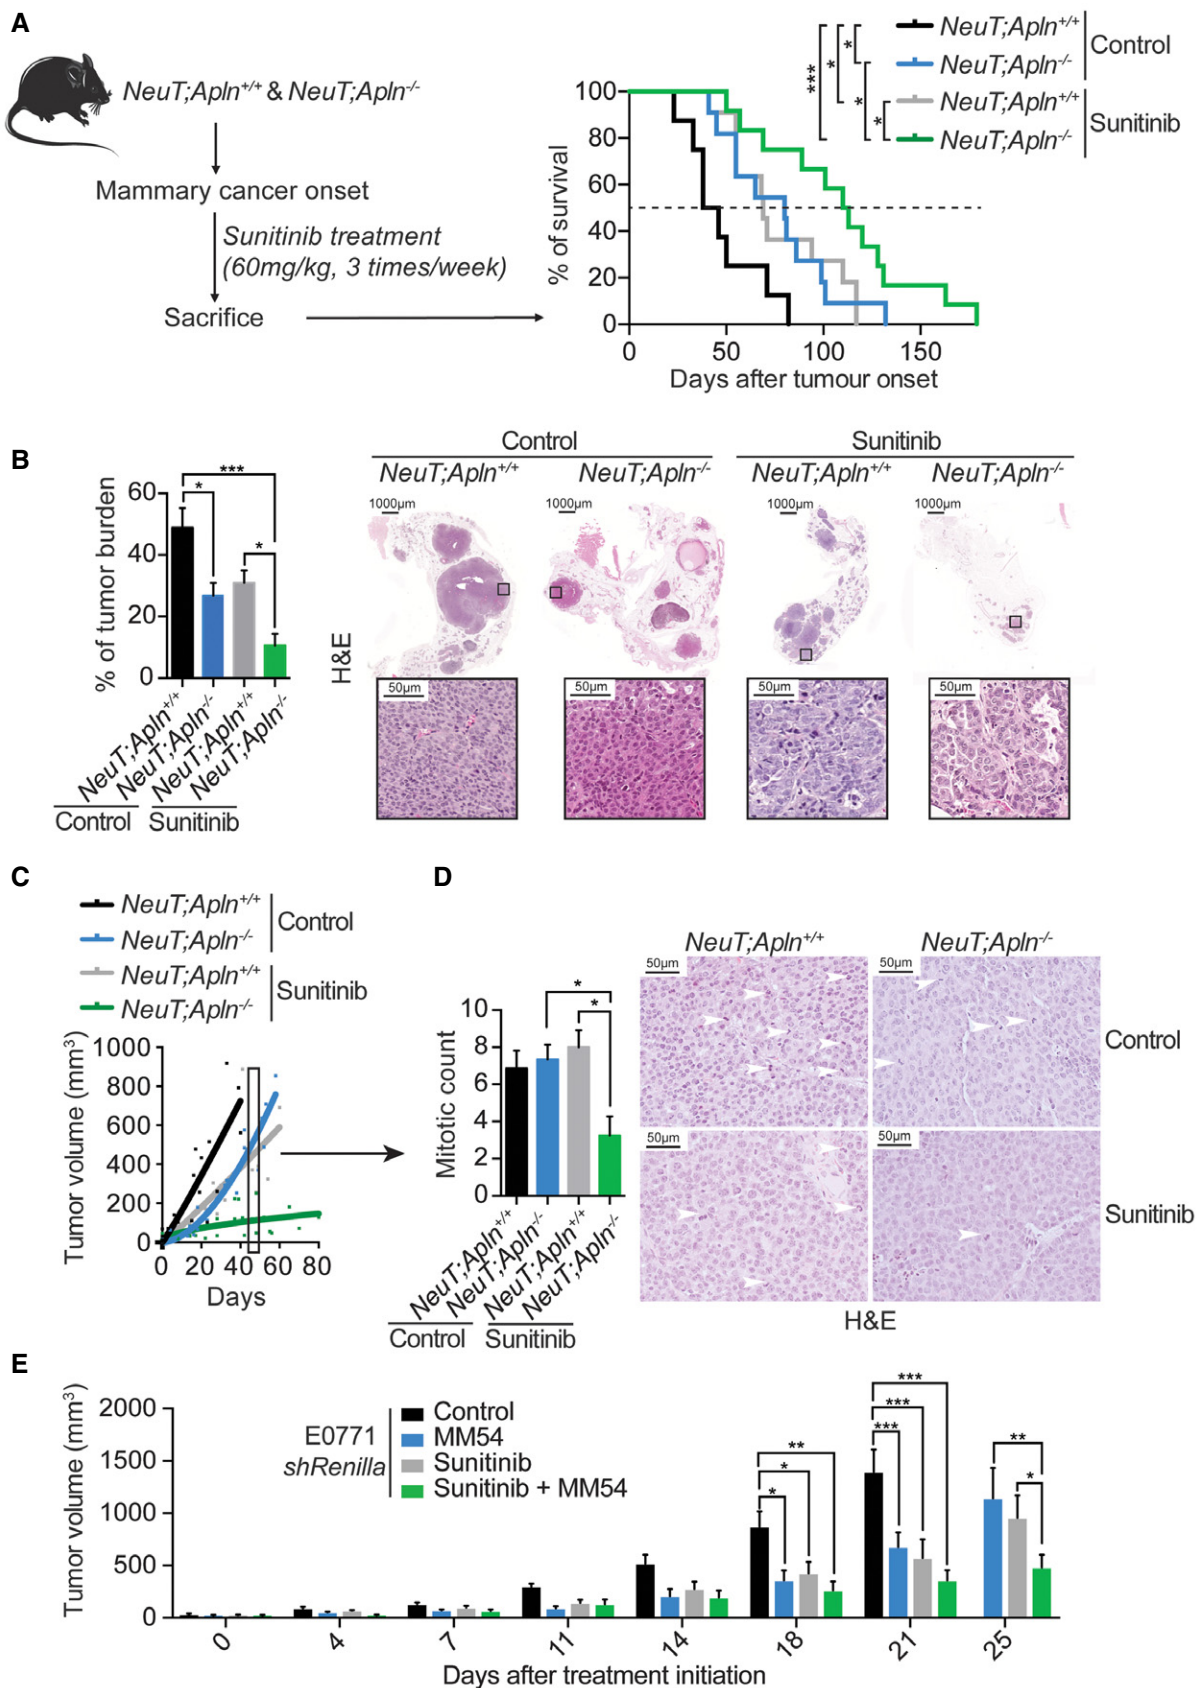 A
NeuT;Apln+/+ & NeuT;Apln-/-
Mammary cancer onset
Sunitinib treatment
(60mg/kg, 3 times/week)
Sacrifice
NeuT;Apln+/+
NeuT;Apln-/-
Control
NeuT;Apln+/+
NeuT;Apln-/-
Sunitinib
***
*
*
*
*
% of survival
100
80
60
40
20
0
0 50 100 150
Days after tumour onset
B
% of tumor burden
60
40
20
0
***
*
*
NeuT;Apln+/+
NeuT;Apln-/-
NeuT;Apln+/+
NeuT;Apln-/-
Control Sunitinib
Control Sunitinib
NeuT;Apln+/+ NeuT;Apln-/- NeuT;Apln+/+ NeuT;Apln-/-
1000µm 1000µm 1000µm 1000µm
H&E
50µm 50µm 50µm 50µm
C
NeuT;Apln+/+
NeuT;Apln-/-
Control
NeuT;Apln+/+
NeuT;Apln-/-
Sunitinib
Tumor volume (mm3)
1000
800
600
400
200
0
0 20 40 60 80
Days
D
Mitotic count
10
8
6
4
2
0
*
*
NeuT;Apln+/+
NeuT;Apln-/-
NeuT;Apln+/+
NeuT;Apln-/-
Control Sunitinib
NeuT;Apln+/+ NeuT;Apln-/-
50µm 50µm
Control
50µm 50µm
Sunitinib
H&E
E
Tumor volume (mm3)
2000
1500
1000
500
0
E0771
shRenilla
Control
MM54
Sunitinib
Sunitinib + MM54
**
*
*
***
***
***
**
*
0 4 7 11 14 18 21 25
Days after treatment initiation